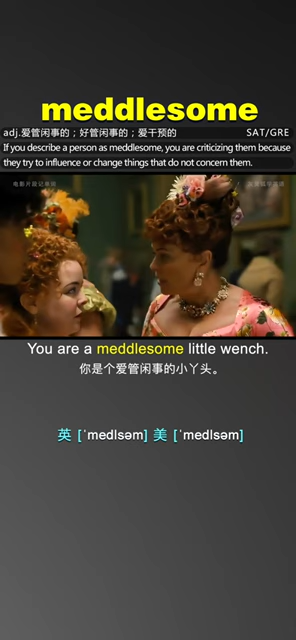 meddlesome
adj.爱管闲事的；好管闲事的；爱干预的 SAT/GRE
If you describe a person as meddlesome, you are criticizing them because
they try to influence or change things that do not concern them.
You are a meddlesome little wench.
你是个爱管闲事的小丫头。
英 [ˈmedlsəm] 美 [ˈmedlsəm]